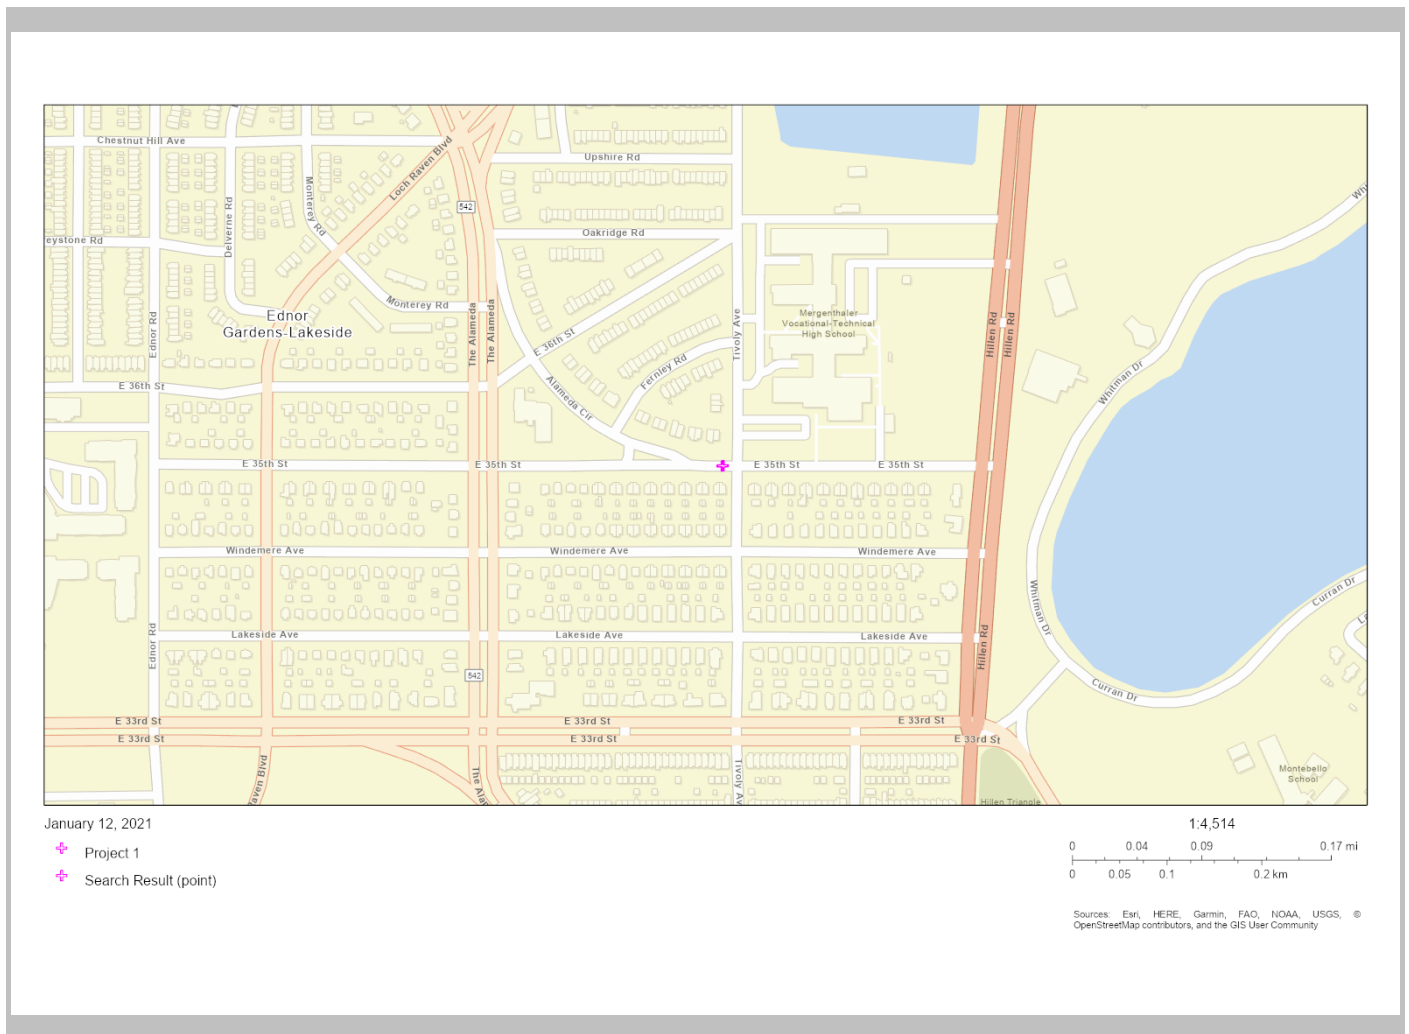 Chestnut Hill Ave
Loch Raven Blvd
Upshire Rd
Monterey Rd
542
Delverne Rd
Oakridge Rd
eystone Rd
Whi
Monterey Rd
Ednor
Gardens-Lakeside
Ednor Rd
The Alameda
The Alameda
E 36th St
Tivoly Ave
Mergenthaler
Vocational-Technical
High School
Hillen Rd
Hillen Rd
Fernley Rd
Whitman Dr
E 36th St
Alameda Cir
E 35th St
E 35th St
E 35th St
E 35th St
Windemere Ave
Windemere Ave
Windemere Ave
Whitman Dr
Curran Dr
Ednor Rd
Lakeside Ave
Lakeside Ave
Lakeside Ave
Hillen Rd
542
Curran Dr
E 33rd St
E 33rd St
E 33rd St
E 33rd St
E 33rd St
E 33rd St
aven Blvd
The Ala
Tivoly Av
Montebello
School
Hillen Triangle
January 12, 2021
Project 1
Search Result (point)
1:4,514
0 0.04 0.09 0.17 mi
0 0.05 0.1 0.2 km
Sources: Esri, HERE, Garmin, FAO, NOAA, USGS, ©
OpenStreetMap contributors, and the GIS User Community